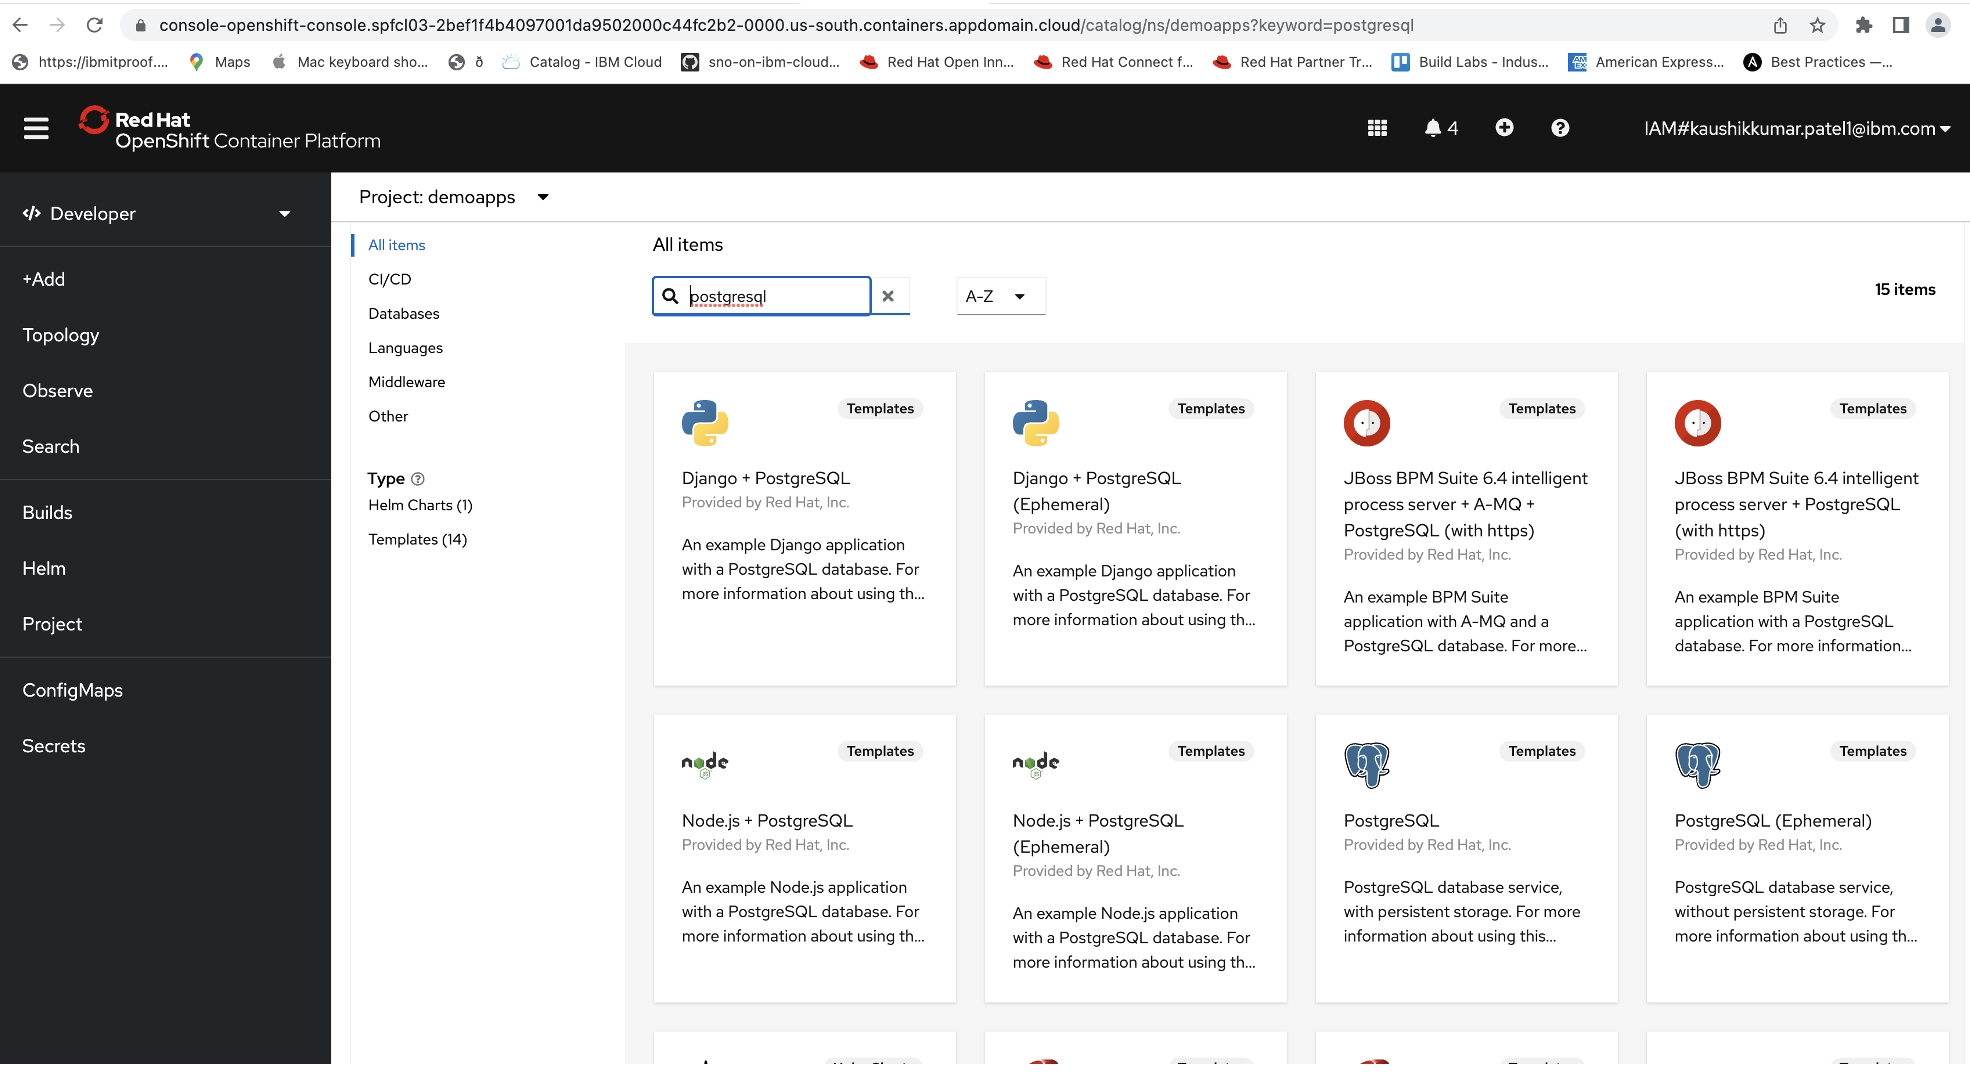 console-openshift-console.spfcl03-2bef1f4b4097001da9502000c44fc2b2-0000.us-south.containers.appdomain.cloud/catalog/ns/demoapps?keyword=postgresql
https://ibmitproof.... Maps Mac keyboard sho... ð Catalog - IBM Cloud sno-on-ibm-cloud... Red Hat Open Inn... Red Hat Connect f... Red Hat Partner Tr... Build Labs - Indus... American Express... Best Practices —...
Red Hat
OpenShift Container Platform
4
IAM#kaushikkumar.patel1@ibm.com
Developer
+Add
Topology
Observe
Search
Builds
Helm
Project
ConfigMaps
Secrets
Project: demoapps
All items
CI/CD
Databases
Languages
Middleware
Other
Type
Helm Charts (1)
Templates (14)
All items
postgresql
A-Z
15 items
Templates
Django + PostgreSQL
Provided by Red Hat, Inc.
An example Django application
with a PostgreSQL database. For
more information about using th...
Templates
Django + PostgreSQL
(Ephemeral)
Provided by Red Hat, Inc.
An example Django application
with a PostgreSQL database. For
more information about using th...
Templates
JBoss BPM Suite 6.4 intelligent
process server + A-MQ +
PostgreSQL (with https)
Provided by Red Hat, Inc.
An example BPM Suite
application with A-MQ and a
PostgreSQL database. For more...
Templates
JBoss BPM Suite 6.4 intelligent
process server + PostgreSQL
(with https)
Provided by Red Hat, Inc.
An example BPM Suite
application with a PostgreSQL
database. For more information...
node
JS
Templates
Node.js + PostgreSQL
Provided by Red Hat, Inc.
An example Node.js application
with a PostgreSQL database. For
more information about using th...
node
JS
Templates
Node.js + PostgreSQL
(Ephemeral)
Provided by Red Hat, Inc.
An example Node.js application
with a PostgreSQL database. For
more information about using th...
Templates
PostgreSQL
Provided by Red Hat, Inc.
PostgreSQL database service,
with persistent storage. For more
information about using this...
Templates
PostgreSQL (Ephemeral)
Provided by Red Hat, Inc.
PostgreSQL database service,
without persistent storage. For
more information about using th...